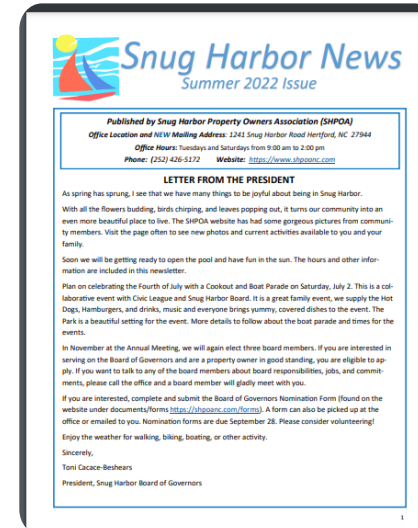 Snug Harbor News
Summer 2022 Issue
Published by Snug Harbor Property Owners Association (SHPOA)
Office Location and NEW Mailing Address: 1241 Snug Harbor Road Hertford, NC 27944
Office Hours: Tuesdays and Saturdays from 9:00 am to 2:00 pm
Phone: (252) 426-5172 Website: https://www.shpoanc.com
LETTER FROM THE PRESIDENT
As spring has sprung, I see that we have many things to be joyful about being in Snug Harbor.
With all the flowers budding, birds chirping, and leaves popping out, it turns our community into an
even more beautiful place to live. The SHPOA website has had some gorgeous pictures from communi-
ty members. Visit the page often to see new photos and current activities available to you and your
family.
Soon we will be getting ready to open the pool and have fun in the sun. The hours and other infor-
mation are included in this newsletter.
Plan on celebrating the Fourth of July with a Cookout and Boat Parade on Saturday, July 2. This is a col-
laborative event with Civic League and Snug Harbor Board. It is a great family event, we supply the Hot
Dogs, Hamburgers, and drinks, music and everyone brings yummy, covered dishes to the event. The
Park is a beautiful setting for the event. More details to follow about the boat parade and times for the
events.
In November at the Annual Meeting, we will again elect three board members. If you are interested in
serving on the Board of Governors and are a property owner in good standing, you are eligible to ap-
ply. If you want to talk to any of the board members about board responsibilities, jobs, and commit-
ments, please call the office and a board member will gladly meet with you.
If you are interested, complete and submit the Board of Governors Nomination Form (found on the
website under documents/forms https://shpoanc.com/forms). A form can also be picked up at the
office or emailed to you. Nomination forms are due September 28. Please consider volunteering!
Enjoy the weather for walking, biking, boating, or other activity.
Sincerely,
Toni Cacace-Beshears
President, Snug Harbor Board of Governors
1